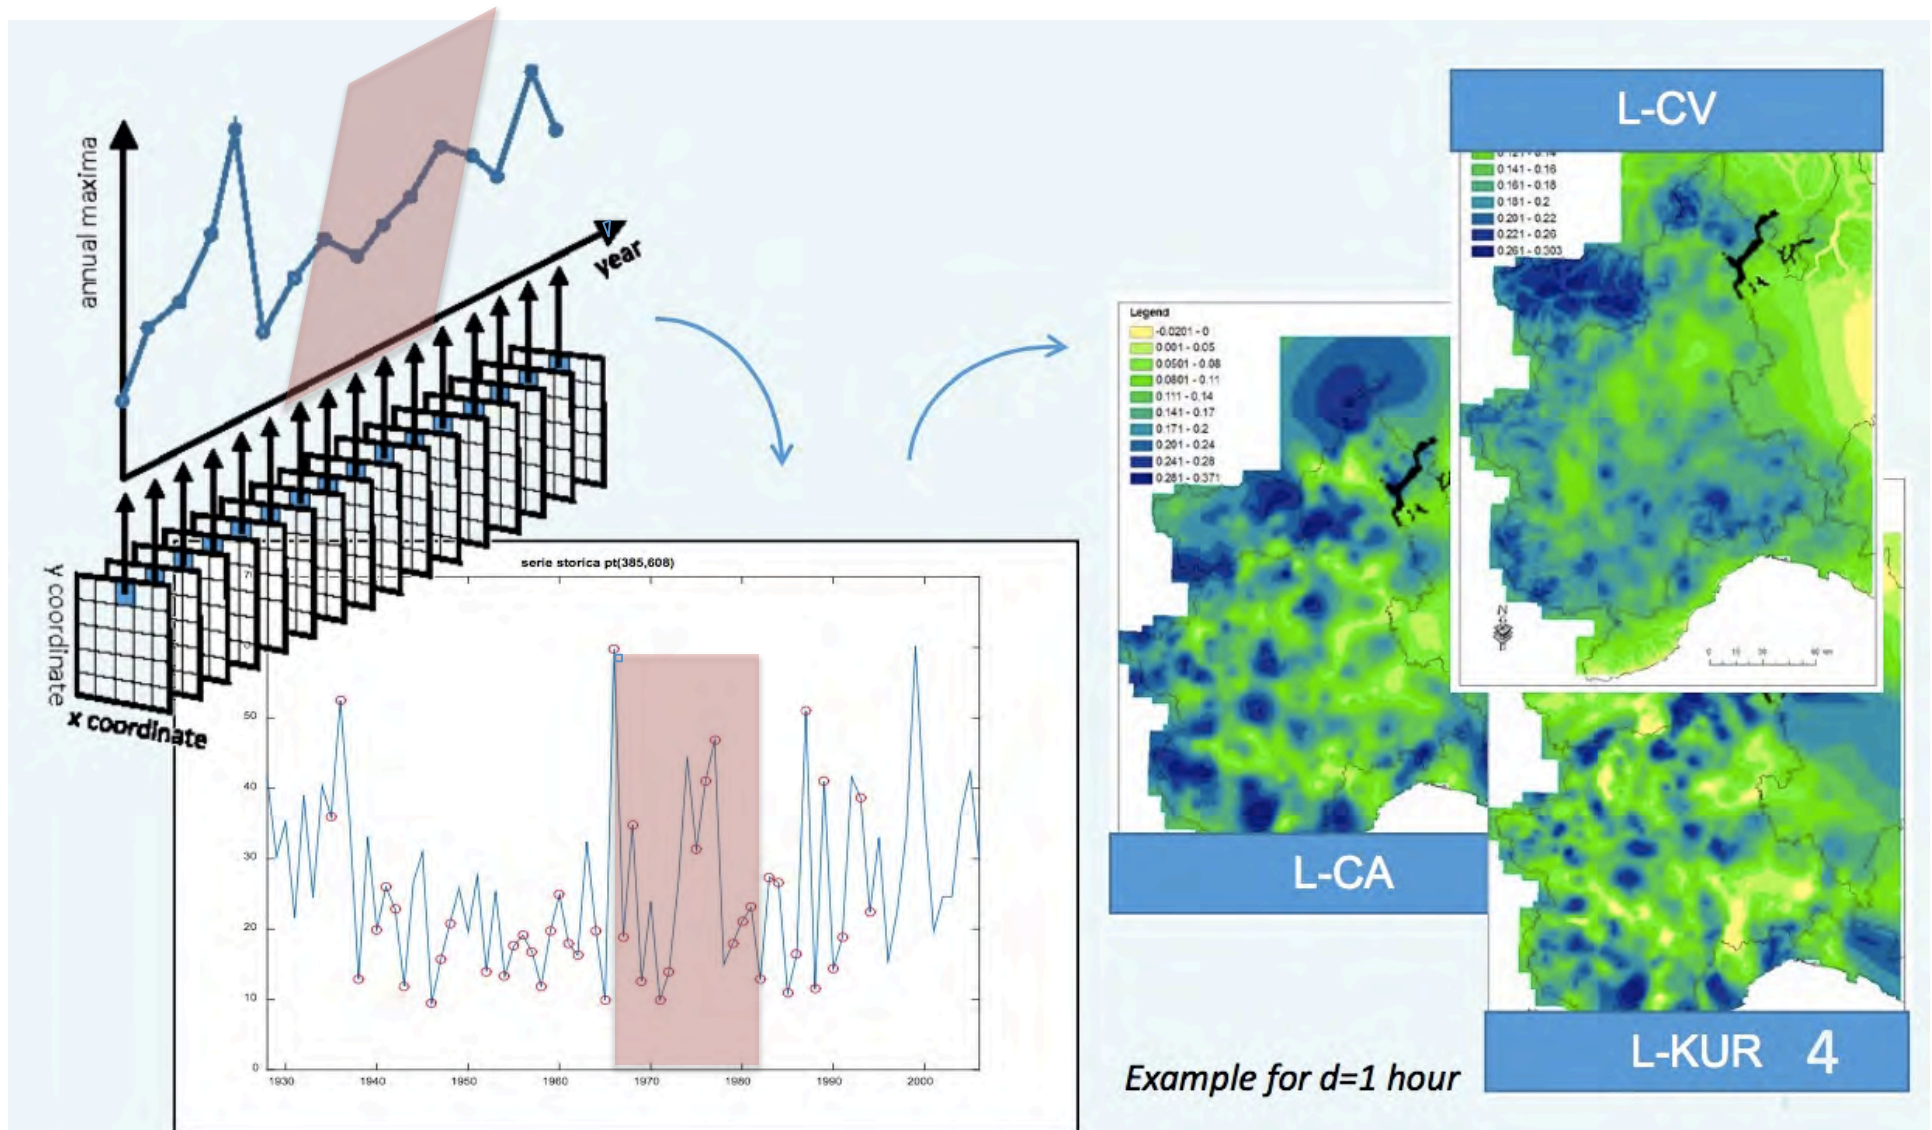 annual maxima
year
y coordinate
x coordinate
serie storica pt(385,608)
50
40
30
20
10
0
1930 1940 1950 1960 1970 1980 1990 2000
Legend
-0.0201 - 0
0.001 - 0.05
0.0501 - 0.08
0.0801 - 0.11
0.111 - 0.14
0.141 - 0.17
0.171 - 0.2
0.201 - 0.24
0.241 - 0.28
0.281 - 0.371
L-CA
L-CV
0.121 - 0.14
0.141 - 0.16
0.161 - 0.18
0.181 - 0.2
0.201 - 0.22
0.221 - 0.26
0.261 - 0.303
N
L-KUR 4
Example for d=1 hour